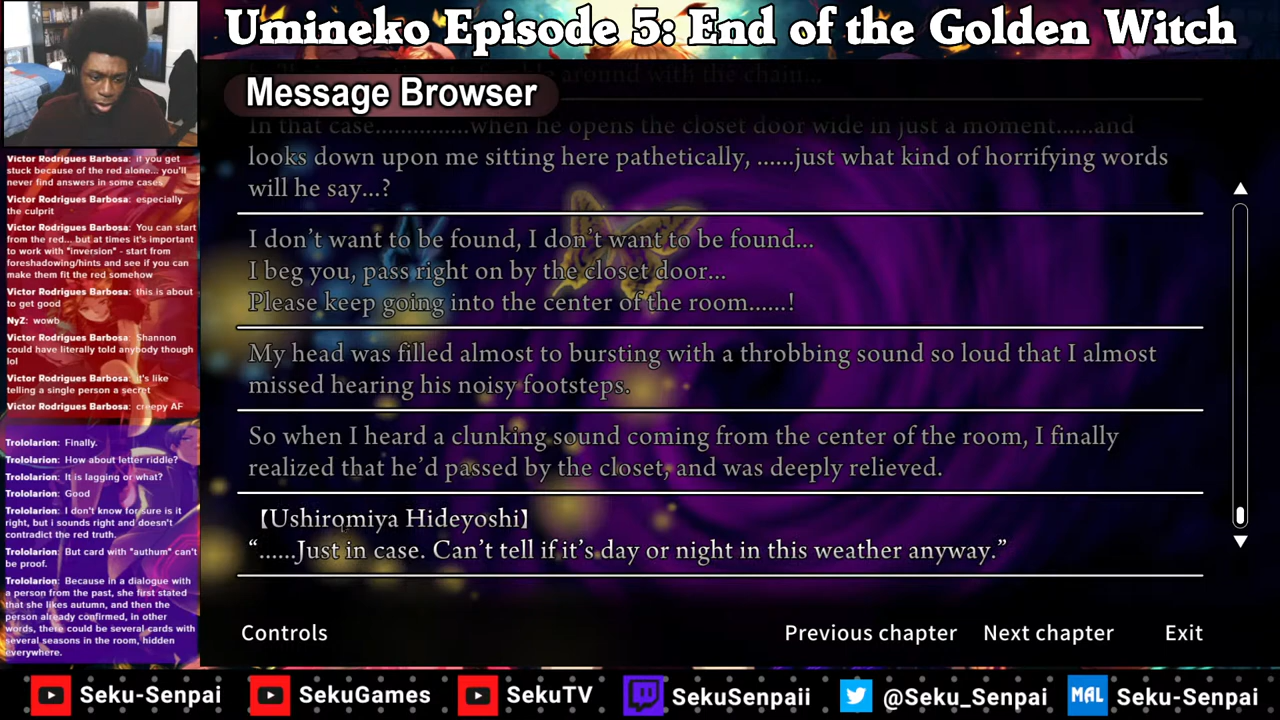 Umineko Episode 5: End of the Golden Witch
Message Browser
around with the chain...
In that case...............when he opens the closet door wide in just a moment......and
looks down upon me sitting here pathetically, ......just what kind of horrifying words
will he say...?
I don't want to be found, I don't want to be found...
I beg you, pass right on by the closet door...
Please keep going into the center of the room......!
My head was filled almost to bursting with a throbbing sound so loud that I almost
missed hearing his noisy footsteps.
So when I heard a clunking sound coming from the center of the room, I finally
realized that he'd passed by the closet, and was deeply relieved.
【Ushiromiya Hideyoshi】
“......Just in case. Can't tell if it's day or night in this weather anyway.”
Controls
Previous chapter
Next chapter
Exit
Victor Rodrigues Barbosa: if you get
stuck because of the red alone... you'll
never find answers in some cases
Victor Rodrigues Barbosa: especially
the culprit
Victor Rodrigues Barbosa: You can start
from the red... but at times it's important
to work with "inversion" - start from
foreshadowing/hints and see if you can
make them fit the red somehow
Victor Rodrigues Barbosa: this is about
to get good
NyZ: wowb
Victor Rodrigues Barbosa: Shannon
could have literally told anybody though
lol
Victor Rodrigues Barbosa: it's like
telling a single person a secret
Victor Rodrigues Barbosa: creepy AF
Trololarion: Finally.
Trololarion: How about letter riddle?
Trololarion: It is lagging or what?
Trololarion: Good
Trololarion: I don't know for sure is it
right, but i sounds right and doesn't
contradict the red truth.
Trololarion: But card with "authum" can't
be proof.
Trololarion: Because in a dialogue with
a person from the past, she first stated
that she likes autumn, and then the
person already confirmed, in other
words, there could be several cards with
several seasons in the room, hidden
everywhere.
Seku-Senpai
SekuGames
SekuTV
SekuSenpaii
@Seku_Senpai
MAL
Seku-Senpai